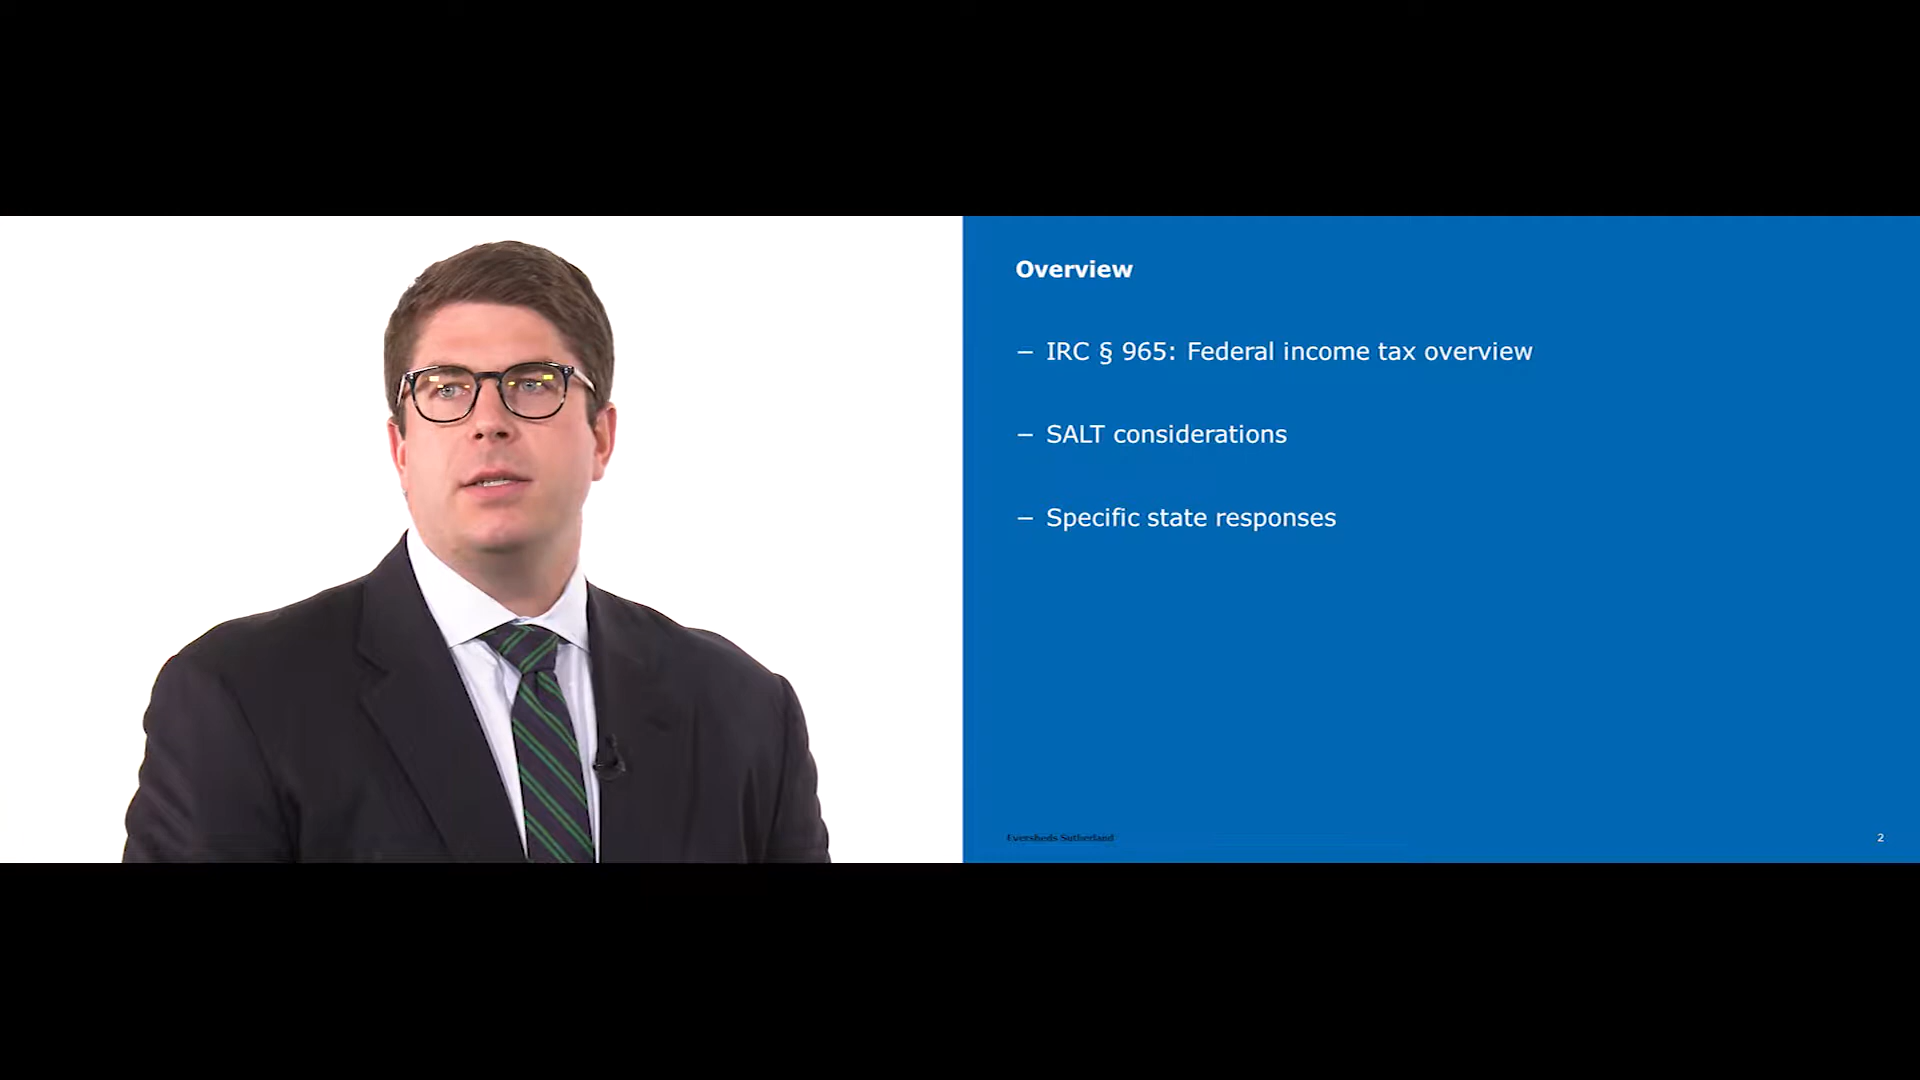 Overview
– IRC § 965: Federal income tax overview
– SALT considerations
– Specific state responses
Eversheds Sutherland
2